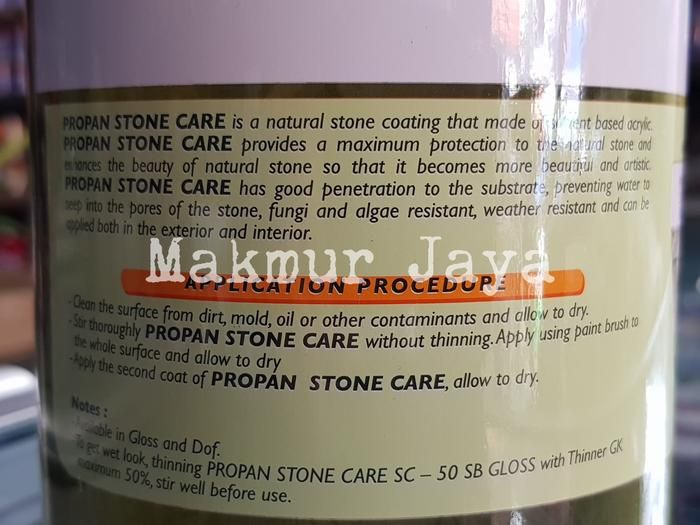 PROPAN STONE CARE is a natural stone coating that made of solvent based acrylic.
PROPAN STONE CARE provides a maximum protection to the natural stone and
enhances the beauty of natural stone so that it becomes more beautiful and artistic.
PROPAN STONE CARE has good penetration to the substrate, preventing water to
seep into the pores of the stone, fungi and algae resistant, weather resistant and can be
applied both in the exterior and interior.
Makmur Jaya
APPLICATION PROCEDURE
-Clean the surface from dirt, mold, oil or other contaminants and allow to dry.
-Stir thoroughly PROPAN STONE CARE without thinning. Apply using paint brush to
the whole surface and allow to dry
-Apply the second coat of PROPAN STONE CARE, allow to dry.
Notes :
-Available in Gloss and Dof.
-To get wet look, thinning PROPAN STONE CARE SC – 50 SB GLOSS with Thinner GK
maximum 50%, stir well before use.